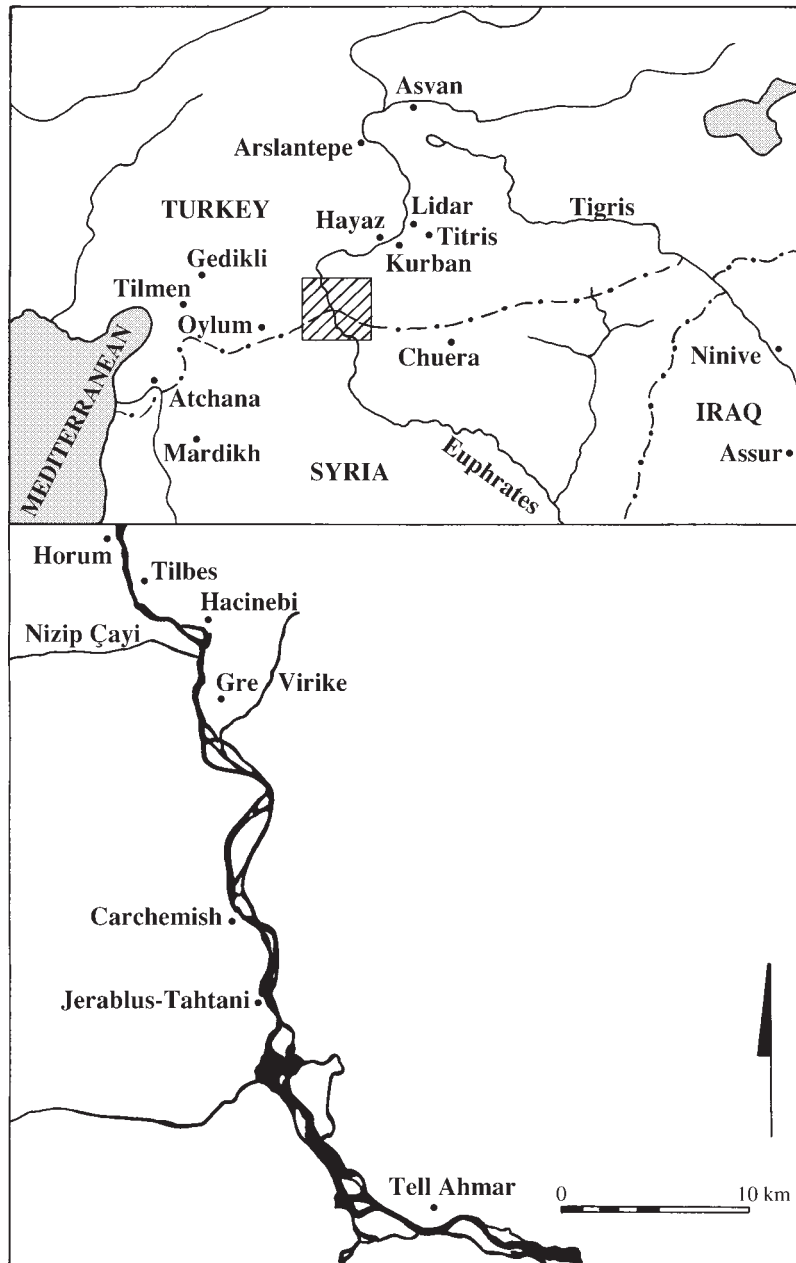 Asvan
Arslantepe
TURKEY
Lidar
Tigris
Hayaz
Titris
Kurban
Gedikli
Tilmen
Oylum
Chuera
Ninive
MEDITERRANEAN
Atchana
IRAQ
Mardikh
SYRIA
Euphrates
Assur
Horum
Tilbes
Hacinebi
Nizip Çayi
Gre Virike
Carchemish
Jerablus-Tahtani
Tell Ahmar
0 10 km